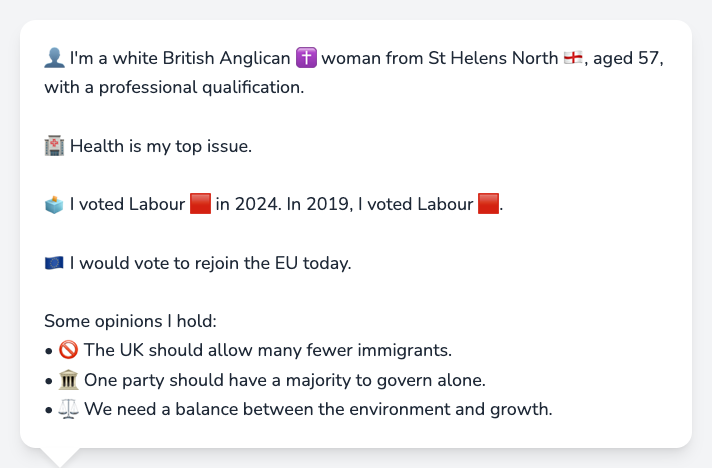 👤 I'm a white British Anglican ✝️ woman from St Helens North 🏴󠁧󠁢󠁥󠁮󠁧󠁿, aged 57,
with a professional qualification.
🏥 Health is my top issue.
🗳️ I voted Labour 🟥 in 2024. In 2019, I voted Labour 🟥.
🇪🇺 I would vote to rejoin the EU today.
Some opinions I hold:
• 🚫 The UK should allow many fewer immigrants.
• 🏛️ One party should have a majority to govern alone.
• ⚖️ We need a balance between the environment and growth.